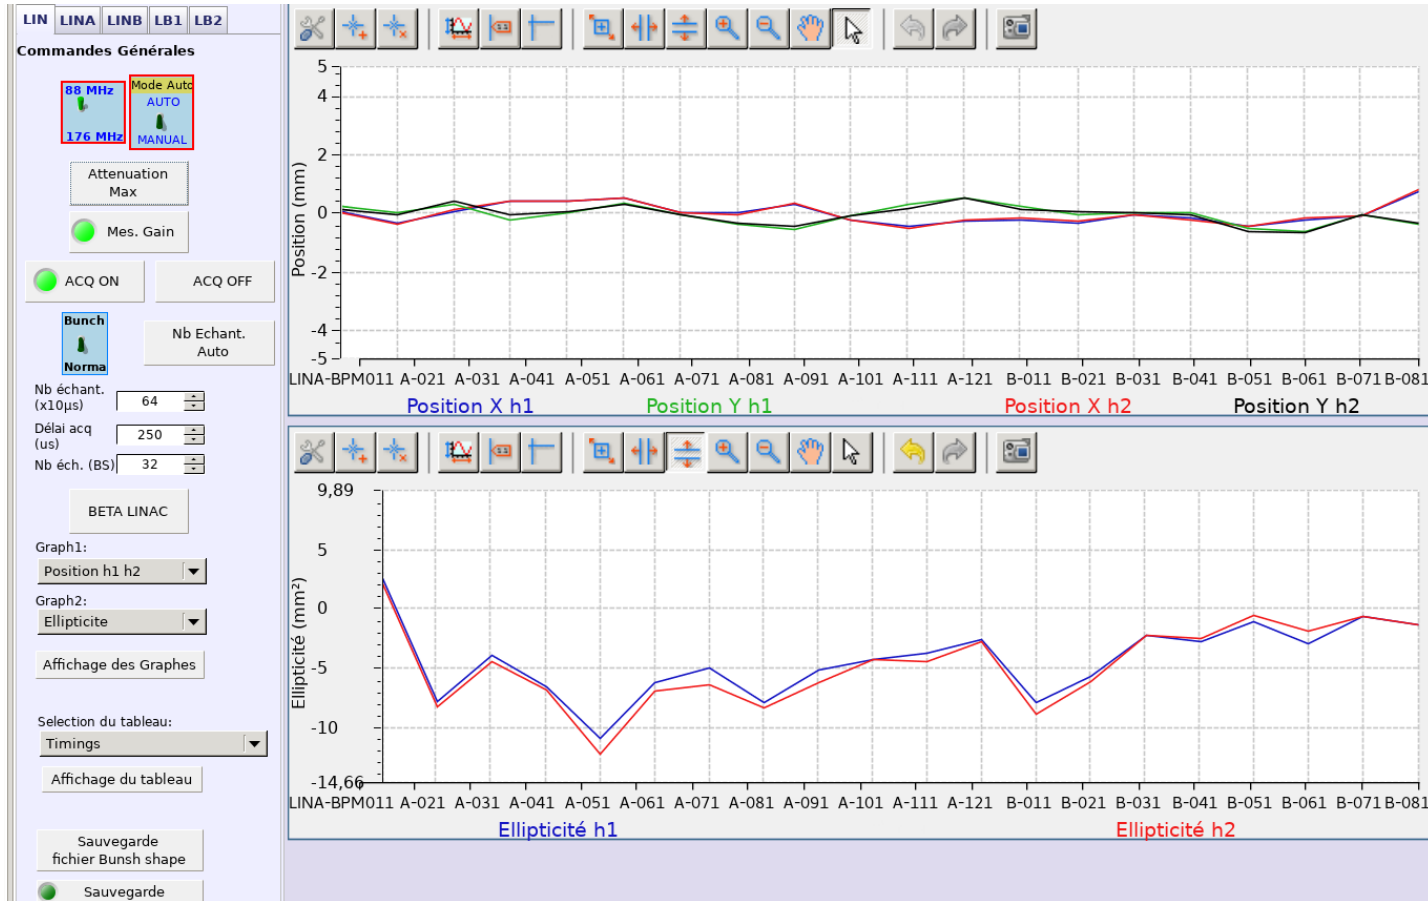 LIN LINA LINB LB1 LB2
Commandes Générales
88 MHz
176 MHz
Mode Auto
AUTO
MANUAL
Attenuation
Max
Mes. Gain
ACQ ON ACQ OFF
Bunch
Norma
Nb Echant.
Auto
Nb échant.
(x10µs)
64
Délai acq
(us)
250
Nb éch. (BS) 32
BETA LINAC
Graph1:
Position h1 h2
Graph2:
Ellipticite
Affichage des Graphes
Selection du tableau:
Timings
Affichage du tableau
Sauvegarde
fichier Bunsh shape
Sauvegarde
Position (mm)
5
4
2
0
-2
-4
-5
LINA-BPM011 A-021 A-031 A-041 A-051 A-061 A-071 A-081 A-091 A-101 A-111 A-121 B-011 B-021 B-031 B-041 B-051 B-061 B-071 B-081
Position X h1 Position Y h1 Position X h2 Position Y h2
Ellipticité (mm²)
9,89
5
0
-5
-10
-14,66
LINA-BPM011 A-021 A-031 A-041 A-051 A-061 A-071 A-081 A-091 A-101 A-111 A-121 B-011 B-021 B-031 B-041 B-051 B-061 B-071 B-081
Ellipticité h1 Ellipticité h2